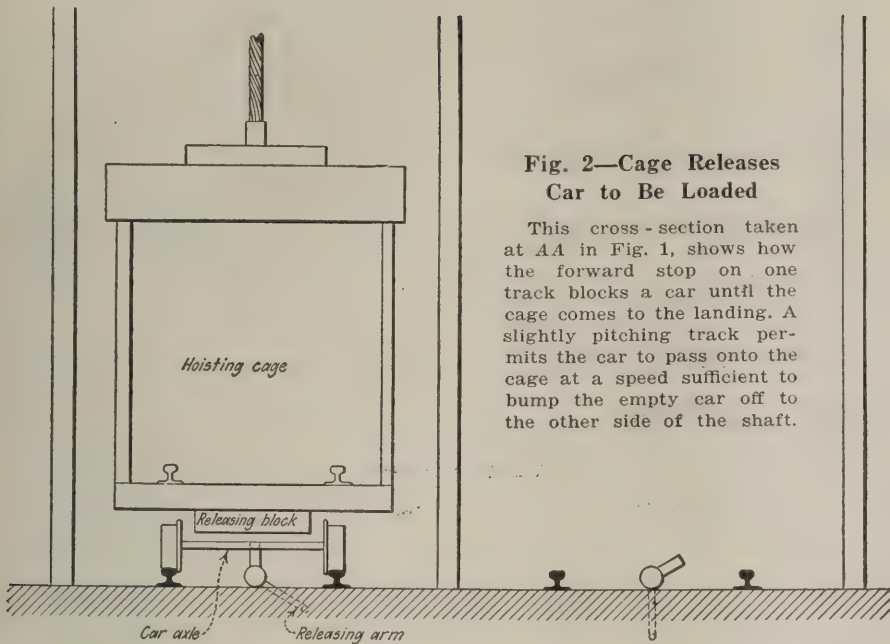 Fig. 2—Cage Releases
Car to Be Loaded
This cross-section taken
at AA in Fig. 1, shows how
the forward stop on one
track blocks a car until the
cage comes to the landing. A
slightly pitching track per-
mits the car to pass onto the
cage at a speed sufficient to
bump the empty car off to
the other side of the shaft.
Hoisting cage
Releasing block
Car axle
Releasing arm